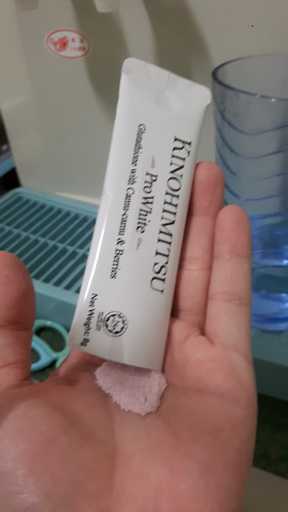 KINOHIMITSU
ProWhite
Glutathione with Camu-camu & Berries
Net Weight: 8g